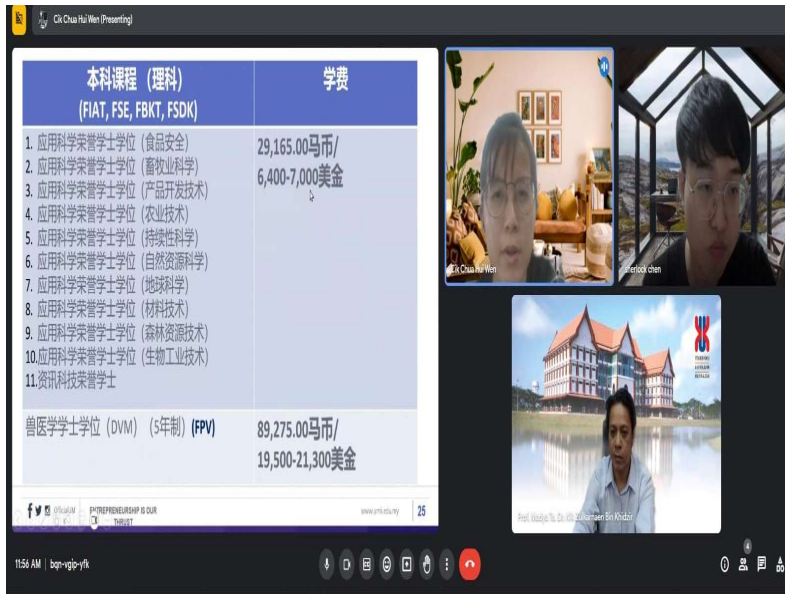 Cik Chua Hui Wen (Presenting)
本科课程（理科）
(FIAT, FSE, FBKT, FSDK)
学费
1. 应用科学荣誉学士学位（食品安全）
2. 应用科学荣誉学士学位（畜牧业科学）
3. 应用科学荣誉学士学位（产品开发技术）
4. 应用科学荣誉学士学位（农业技术）
5. 应用科学荣誉学士学位（持续性科学）
6. 应用科学荣誉学士学位（自然资源科学）
7. 应用科学荣誉学士学位（地球科学）
8. 应用科学荣誉学士学位（材料技术）
9. 应用科学荣誉学士学位（森林资源技术）
10.应用科学荣誉学士学位（生物工业技术）
11.资讯科技荣誉学士
29,165.00马币/
6,400-7,000美金
兽医学学士学位（DVM）（5年制）(FPV)
89,275.00马币/
19,500-21,300美金
ENTREPRENEURSHIP IS OUR
THRUST
www.umk.edu.my
25
Cik Chua Hui Wen
sherlock chen
UNIVERSITI
MALAYSIA
KELANTAN
Prof. Madya Ts. Dr. Nik Zulkarnaen Bin Khidzir
11:56 AM | bqn-vgip-yfk
4